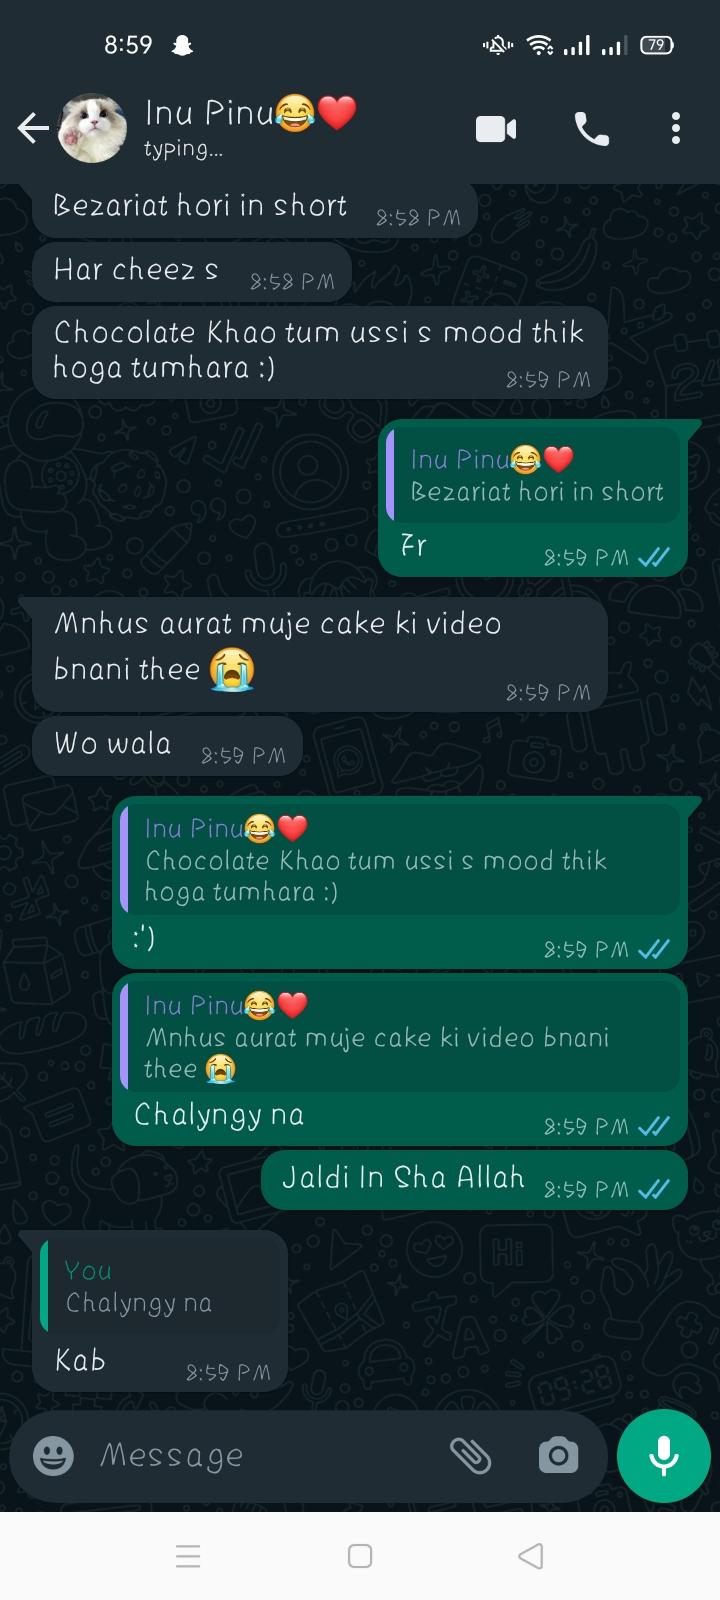 8:59
79
Inu Pinu😂❤️
typing...
Bezariat hori in short 8:58 PM
Har cheez s 8:58 PM
Chocolate Khao tum ussi s mood thik
hoga tumhara :) 8:59 PM
Inu Pinu😂❤️
Bezariat hori in short
Fr 8:59 PM
Mnhus aurat muje cake ki video
bnani thee 😭
8:59 PM
Wo wala 8:59 PM
Inu Pinu😂❤️
Chocolate Khao tum ussi s mood thik
hoga tumhara :)
:') 8:59 PM
Inu Pinu😂❤️
Mnhus aurat muje cake ki video bnani
thee 😭
Chalyngy na 8:59 PM
Jaldi In Sha Allah 8:59 PM
You
Chalyngy na
Kab 8:59 PM
Message